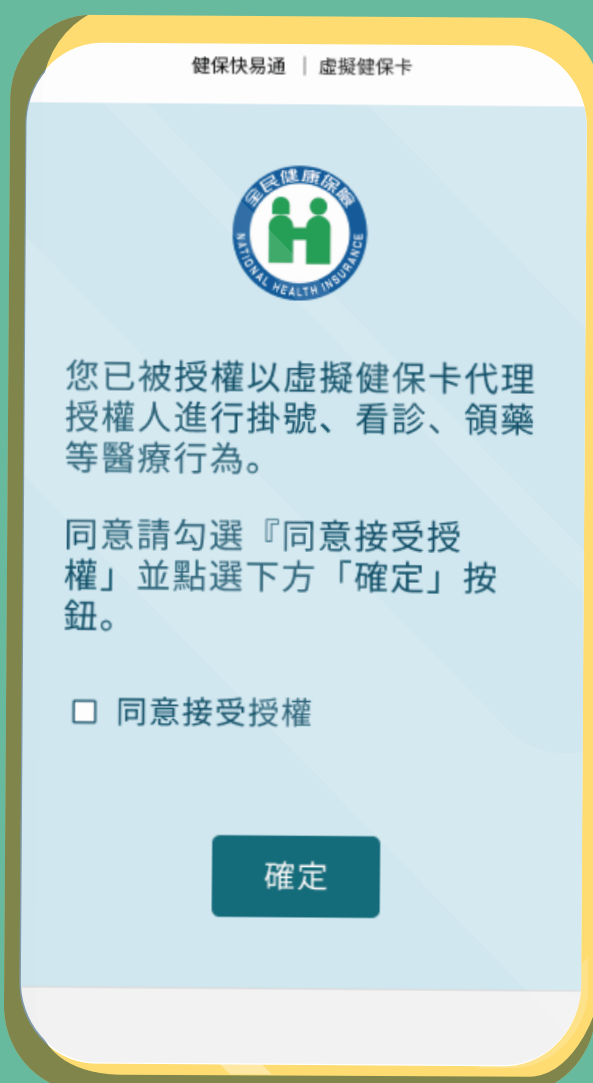 健保快易通 | 虛擬健保卡
全民健康保險
NATIONAL HEALTH INSURANCE
您已被授權以虛擬健保卡代理
授權人進行掛號、看診、領藥
等醫療行為。
同意請勾選『同意接受授
權」並點選下方「確定」按
鈕。
同意接受授權
確定